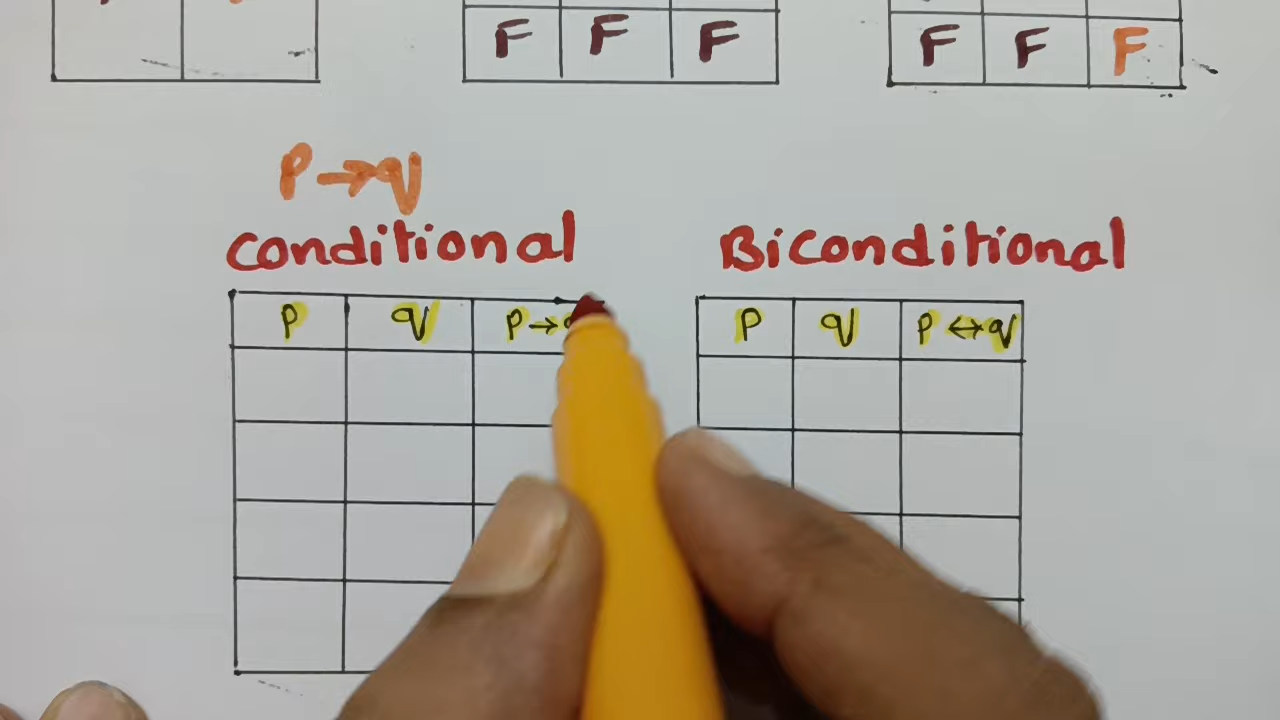 F F F F F F
P → q
Conditional Biconditional
P q P → P q P ↔ q